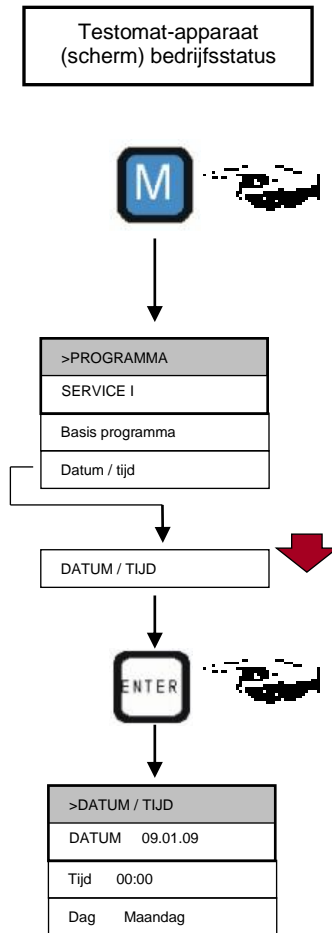 Testomat-apparaat
(scherm) bedrijfsstatus
M
>PROGRAMMA
SERVICE I
Basis programma
Datum / tijd
DATUM / TIJD
ENTER
>DATUM / TIJD
DATUM 09.01.09
Tijd 00:00
Dag Maandag